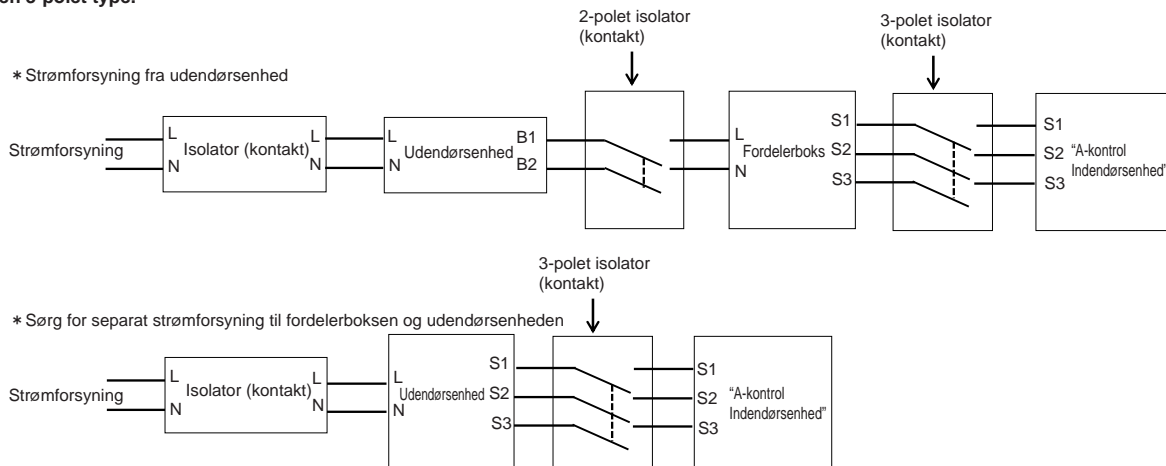 en 3-polet type.
2-polet isolator
(kontakt)
3-polet isolator
(kontakt)
* Strømforsyning fra udendørsenhed
Strømforsyning
L
N
Isolator (kontakt)
L
N
L
N
Udendørsenhed
B1
B2
L
N
Fordelerboks
S1
S2
S3
S1
S2
S3
"A-kontrol
Indendørsenhed"
3-polet isolator
(kontakt)
* Sørg for separat strømforsyning til fordelerboksen og udendørsenheden
Strømforsyning
L
N
Isolator (kontakt)
L
N
L
N
Udendørsenhed
S1
S2
S3
S1
S2
S3
"A-kontrol
Indendørsenhed"